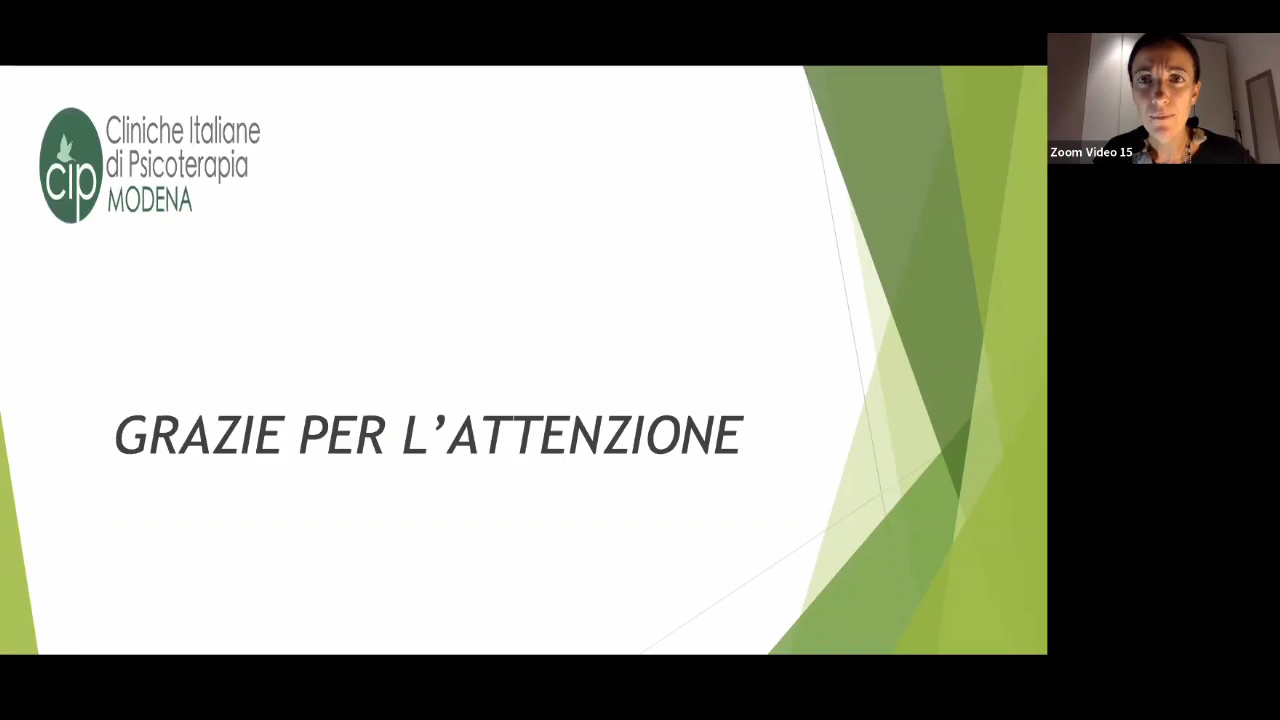 Cliniche Italiane
di Psicoterapia
MODENA
cip
GRAZIE PER L’ATTENZIONE
Zoom Video 15